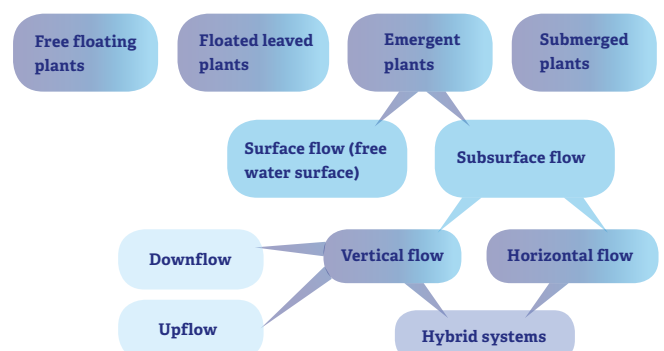 Free floating
plants
Floated leaved
plants
Emergent
plants
Submerged
plants
Surface flow (free
water surface)
Subsurface flow
Downflow
Vertical flow
Horizontal flow
Upflow
Hybrid systems